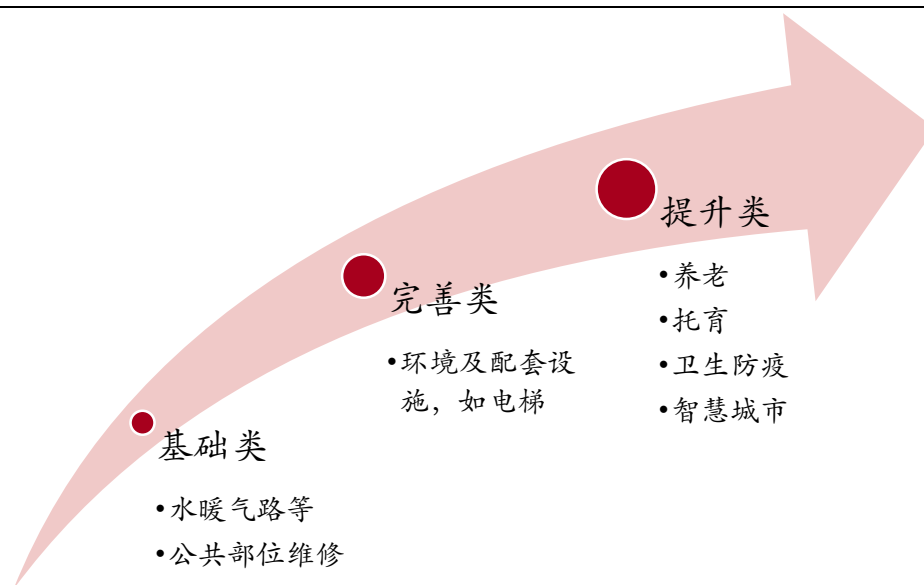 基础类
•水暖气路等
•公共部位维修
完善类
•环境及配套设
施，如电梯
提升类
•养老
•托育
•卫生防疫
•智慧城市